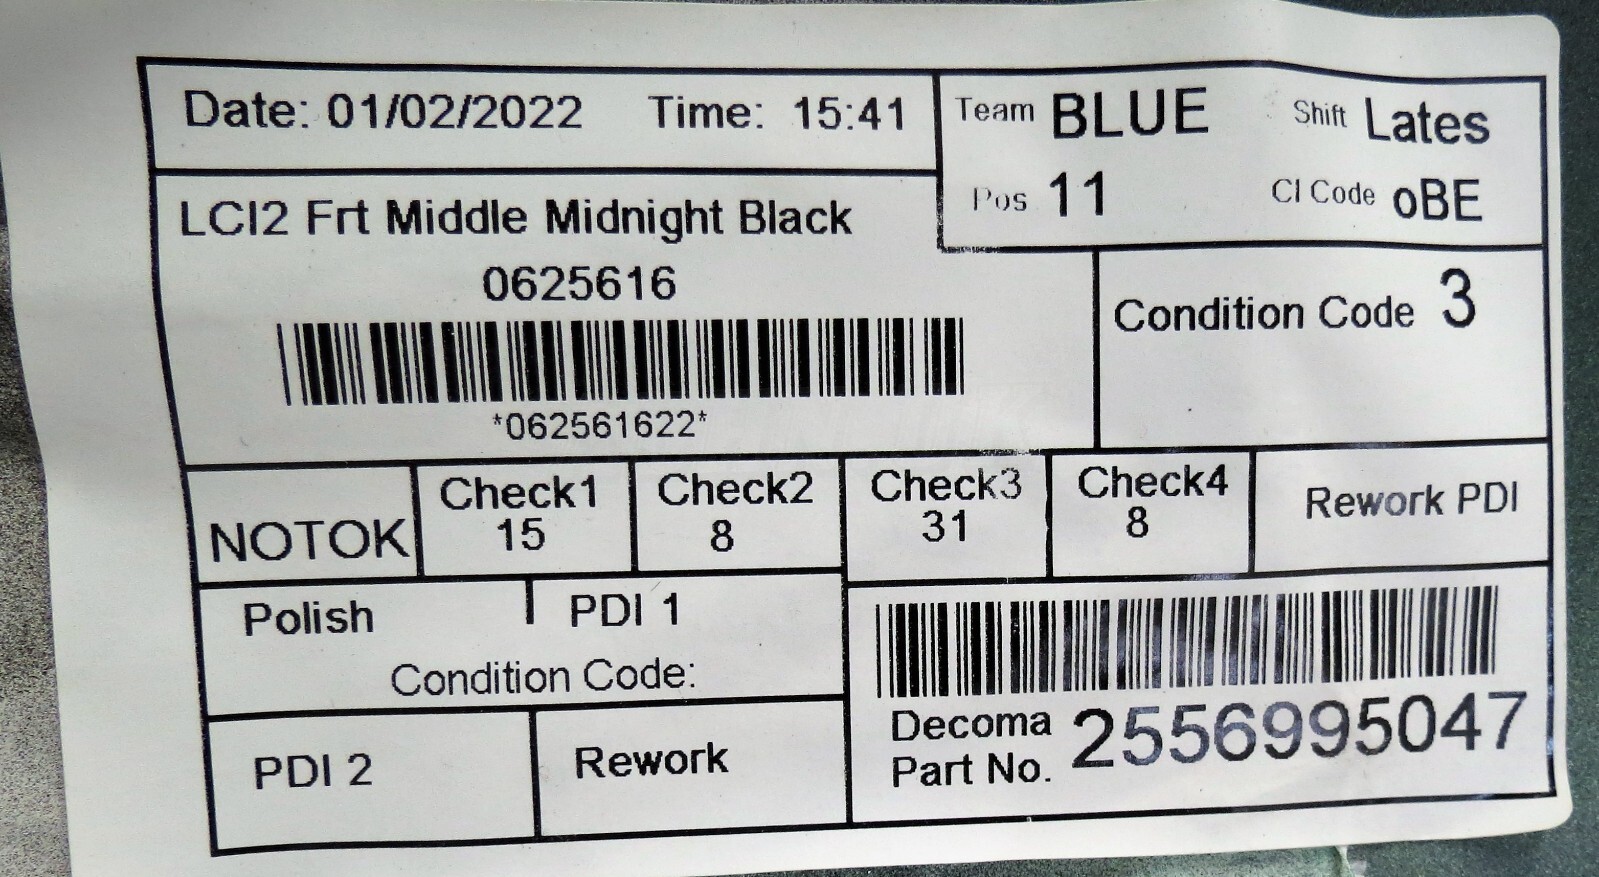 Date: 01/02/2022 Time: 15:41
Team BLUE Shift Lates
Pos 11 CI Code oBE
LCI2 Frt Middle Midnight Black
0625616
*062561622*
Condition Code 3
NOTOK
Check1
15
Check2
8
Check3
31
Check4
8
Rework PDI
Polish
PDI 1
Condition Code:
PDI 2
Rework
Decoma
Part No.
2556995047